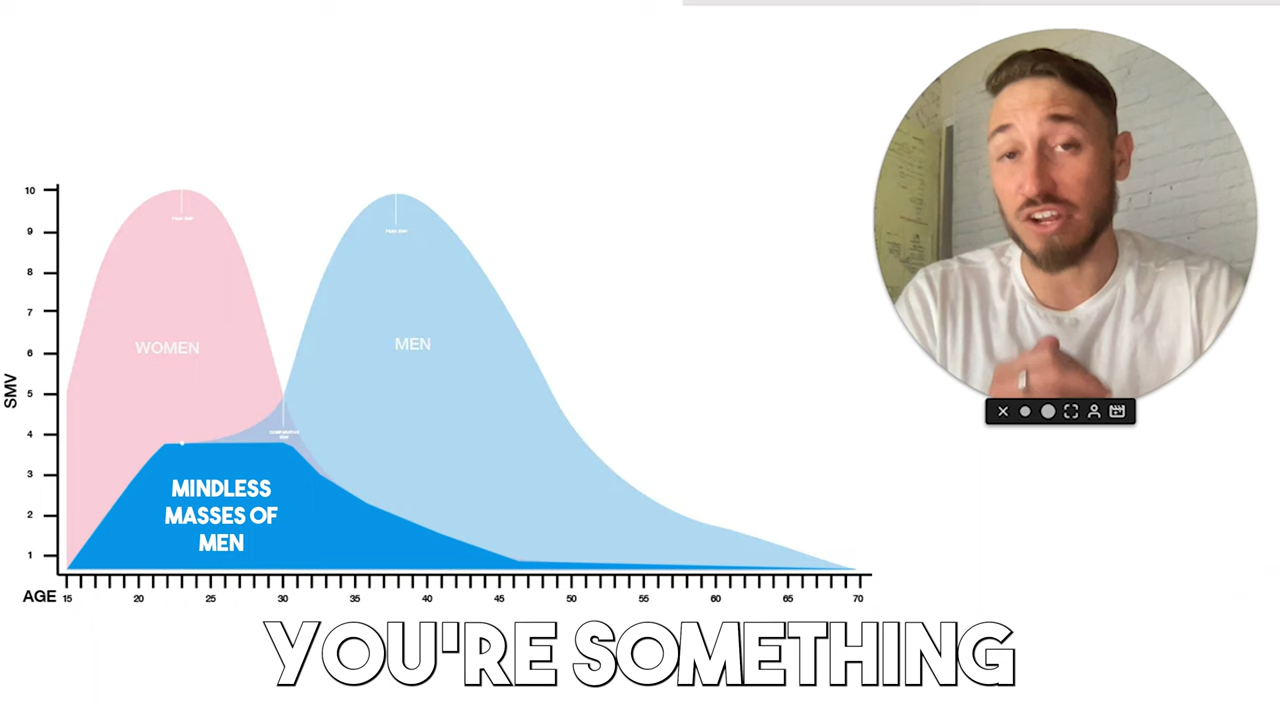 10
9
8
7
6
5
4
3
2
1
SMV
WOMEN
MEN
MINDLESS
MASSES OF
MEN
AGE 15 20 25 30 35 40 45 50 55 60 65 70
YOU'RE SOMETHING